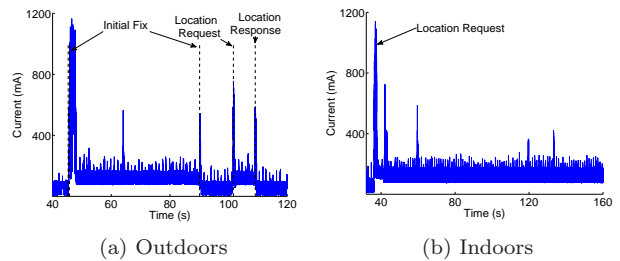 1200
800
400
Current (mA)
40
60
80
100
120
Time (s)
Initial Fix
Location
Request
Location
Response
(a) Outdoors
1200
800
400
Current (mA)
40
80
120
160
Time (s)
Location Request
(b) Indoors